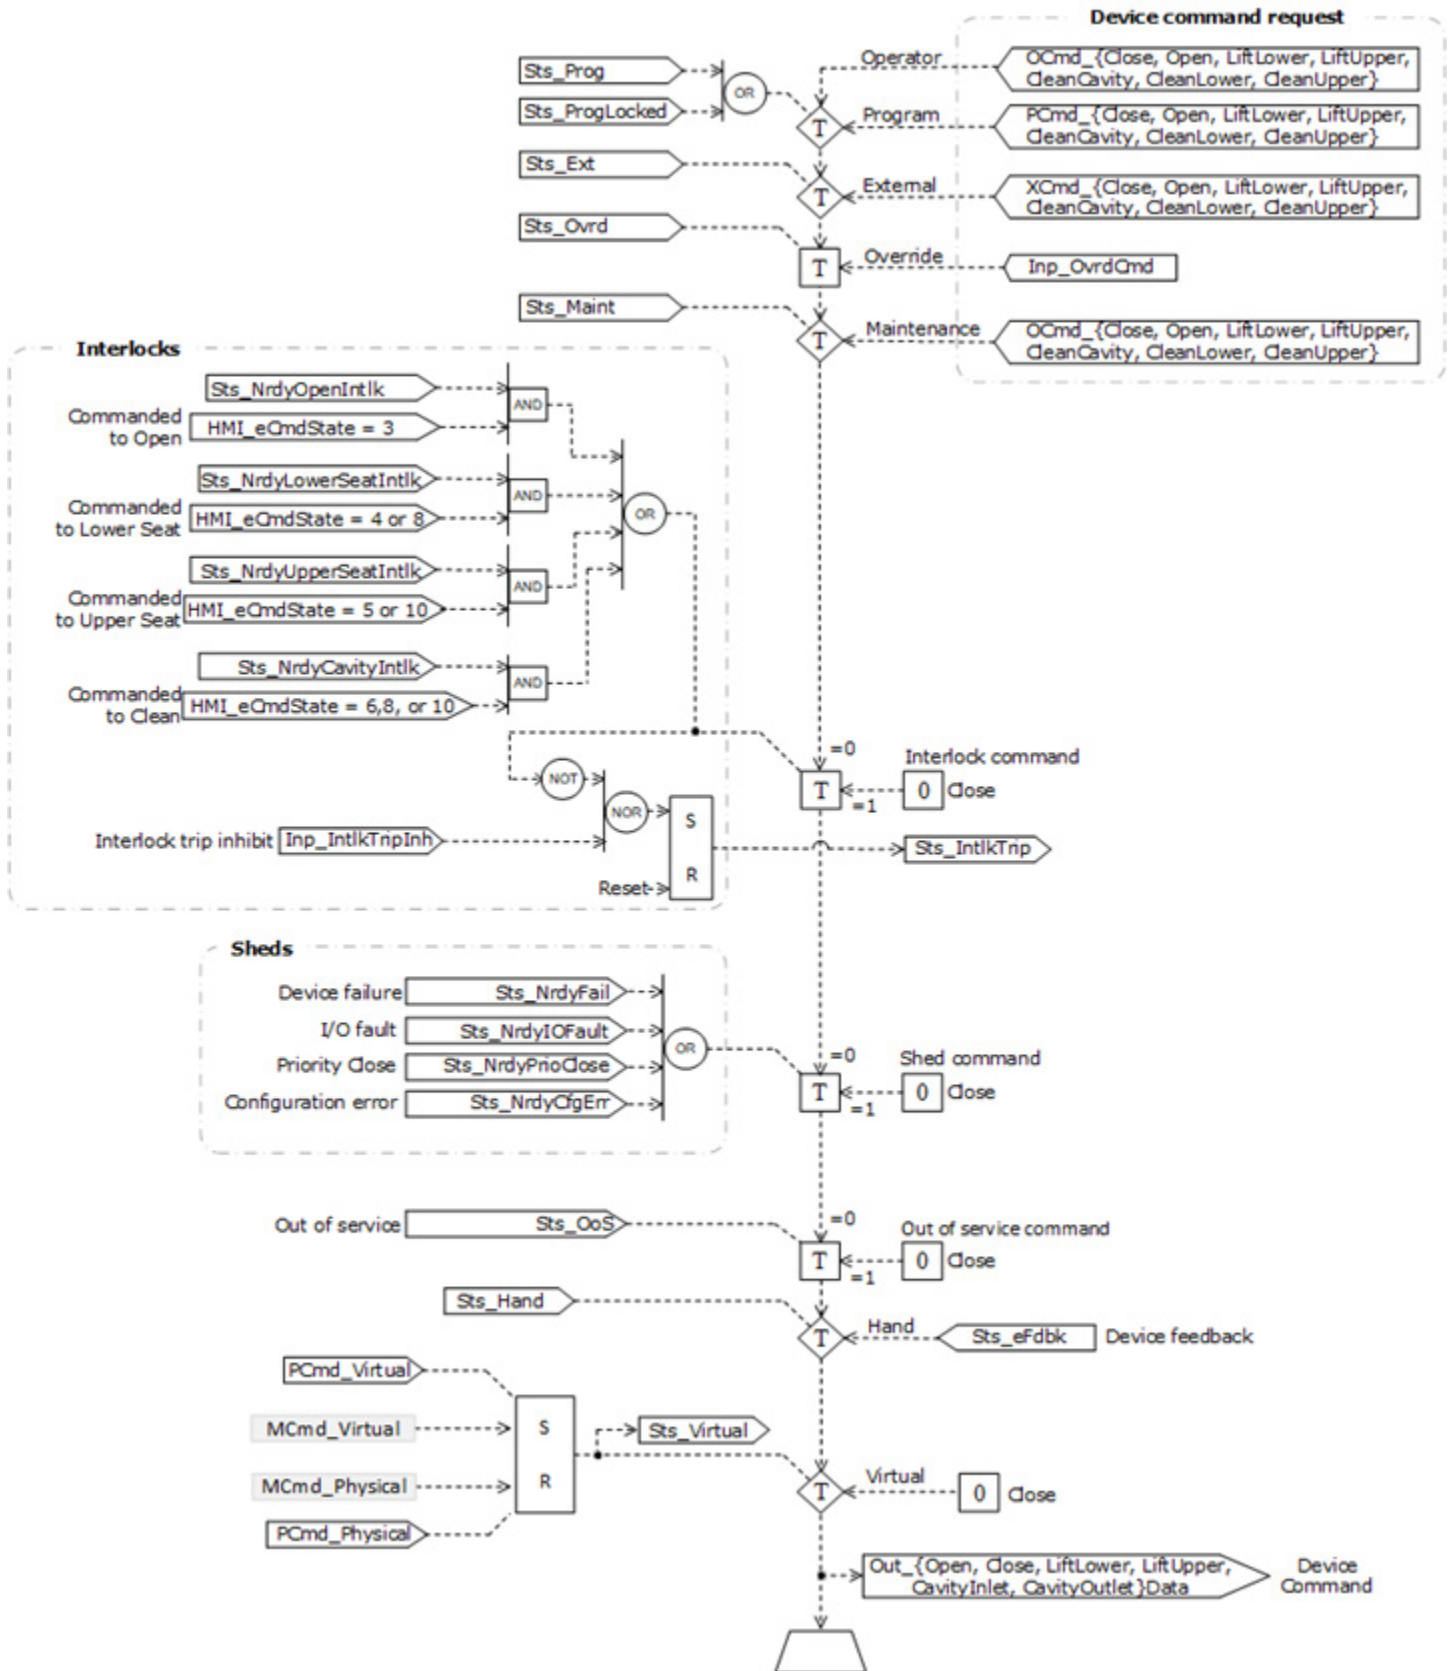 Device command request
Operator
OCmd_{Close, Open, LiftLower, LiftUpper,
CleanCavity, CleanLower, CleanUpper}
Sts_Prog
OR
Sts_ProgLocked
T
Program
PCmd_{Close, Open, LiftLower, LiftUpper,
CleanCavity, CleanLower, CleanUpper}
Sts_Ext
T
External
XCmd_{Close, Open, LiftLower, LiftUpper,
CleanCavity, CleanLower, CleanUpper}
Sts_Ovrd
T
Override
Inp_OvrdCmd
Sts_Maint
T
Maintenance
OCmd_{Close, Open, LiftLower, LiftUpper,
CleanCavity, CleanLower, CleanUpper}
Interlocks
Sts_NrdyOpenIntlk
AND
Commanded
to Open
HMI_eCmdState = 3
Sts_NrdyLowerSeatIntlk
AND
Commanded
to Lower Seat
HMI_eCmdState = 4 or 8
OR
Sts_NrdyUpperSeatIntlk
AND
Commanded
to Upper Seat
HMI_eCmdState = 5 or 10
Sts_NrdyCavityIntlk
AND
Commanded
to Clean
HMI_eCmdState = 6,8, or 10
NOT
NOR
Interlock trip inhibit
Inp_IntlkTripInh
S
R
Reset
=0
T
=1
Interlock command
0
Close
Sts_IntlkTrip
Sheds
Device failure
Sts_NrdyFail
I/O fault
Sts_NrdyIOFault
Priority Close
Sts_NrdyPrioClose
Configuration error
Sts_NrdyCfgErr
OR
=0
T
=1
Shed command
0
Close
Out of service
Sts_OoS
=0
T
=1
Out of service command
0
Close
Sts_Hand
T
Hand
Sts_eFdbk
Device feedback
PCmd_Virtual
MCmd_Virtual
MCmd_Physical
PCmd_Physical
S
R
Sts_Virtual
T
Virtual
0
Close
Out_{Open, Close, LiftLower, LiftUpper,
CavityInlet, CavityOutlet}Data
Device
Command